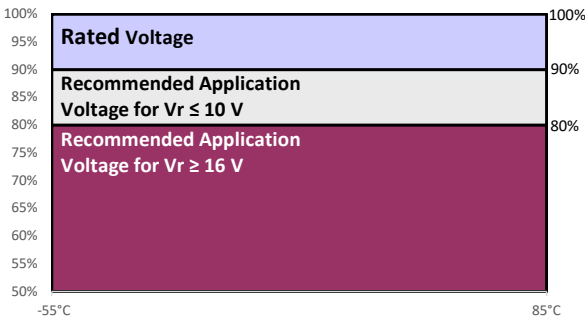 100%
95%
90%
85%
80%
75%
70%
65%
60%
55%
50%
Rated Voltage
Recommended Application
Voltage for Vr ≤ 10 V
Recommended Application
Voltage for Vr ≥ 16 V
100%
90%
80%
-55°C
85°C